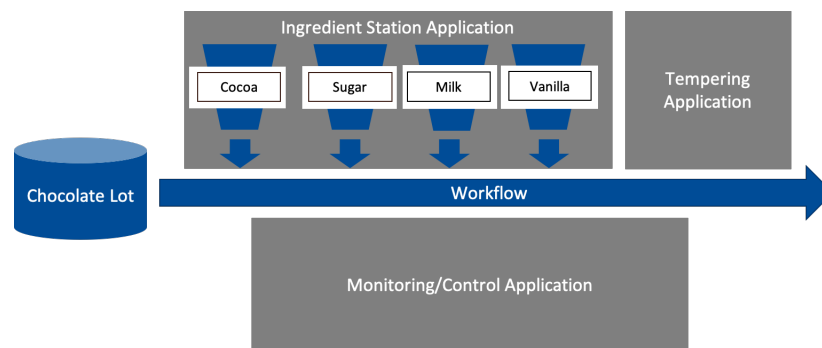 Ingredient Station Application
Cocoa
Sugar
Milk
Vanilla
Tempering
Application
Chocolate Lot
Workflow
Monitoring/Control Application